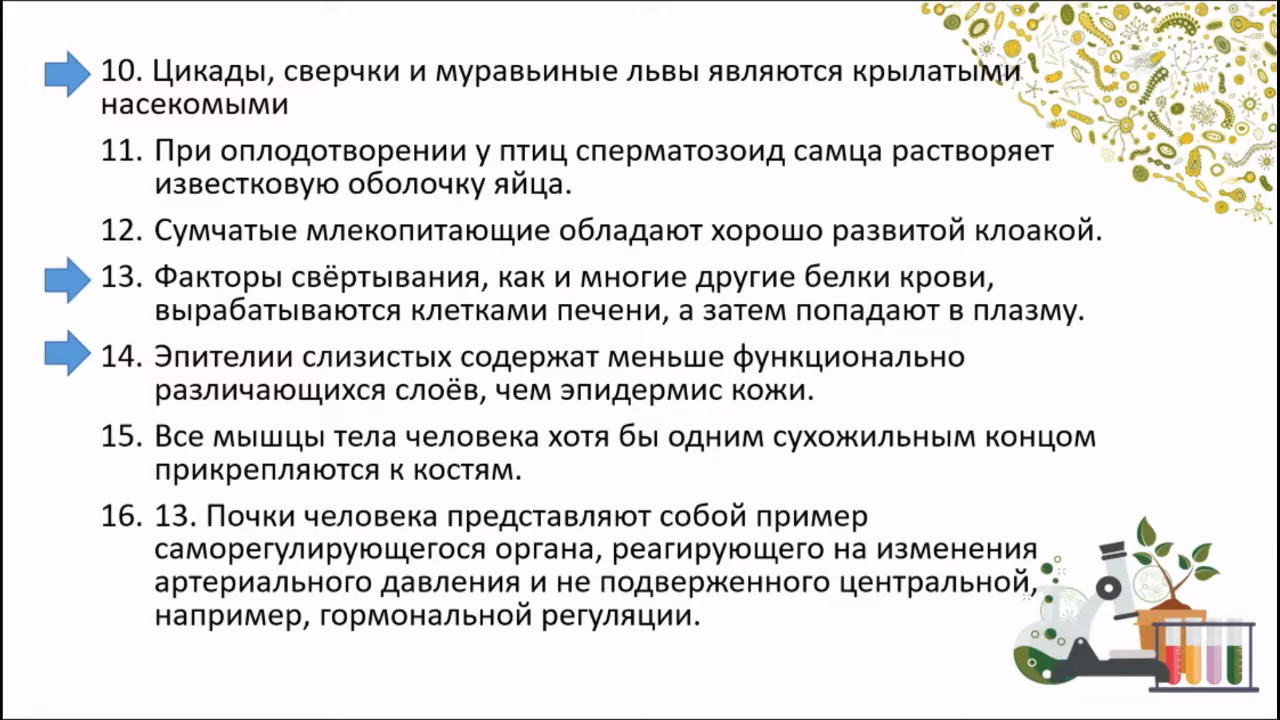 10. Цикады, сверчки и муравьиные львы являются крылатыми
насекомыми
11. При оплодотворении у птиц сперматозоид самца растворяет
известковую оболочку яйца.
12. Сумчатые млекопитающие обладают хорошо развитой клоакой.
13. Факторы свёртывания, как и многие другие белки крови,
вырабатываются клетками печени, а затем попадают в плазму.
14. Эпителии слизистых содержат меньше функционально
различающихся слоёв, чем эпидермис кожи.
15. Все мышцы тела человека хотя бы одним сухожильным концом
прикрепляются к костям.
16. 13. Почки человека представляют собой пример
саморегулирующегося органа, реагирующего на изменения
артериального давления и не подверженного центральной,
например, гормональной регуляции.